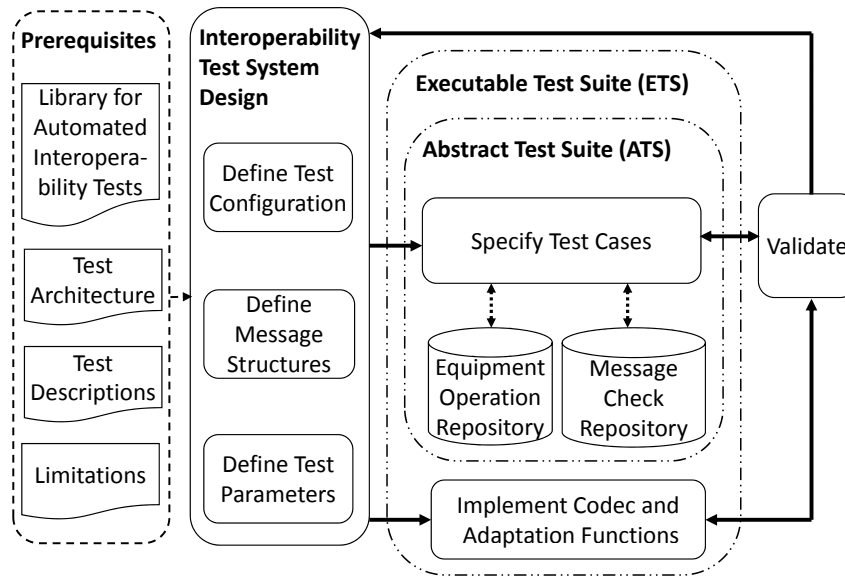 Prerequisites
Library for
Automated
Interopera-
bility Tests
Test
Architecture
Test
Descriptions
Limitations
Interoperability
Test System
Design
Define Test
Configuration
Define
Message
Structures
Define Test
Parameters
Executable Test Suite (ETS)
Abstract Test Suite (ATS)
Specify Test Cases
Equipment
Operation
Repository
Message
Check
Repository
Implement Codec and
Adaptation Functions
Validate